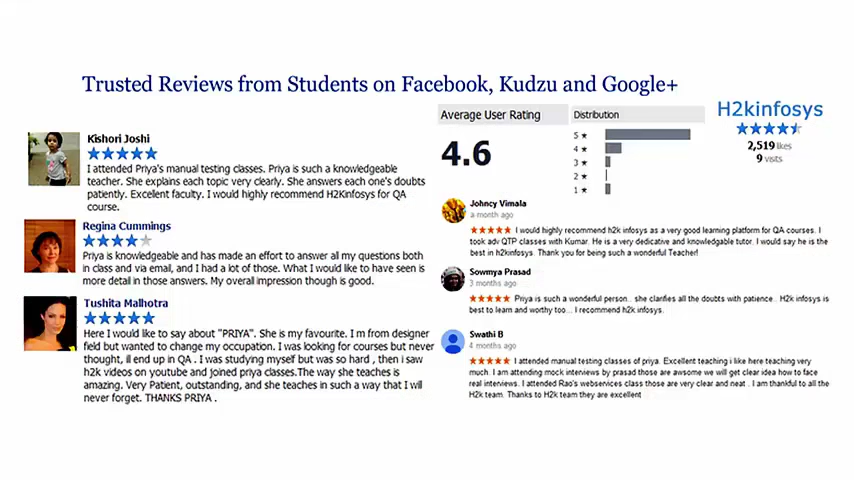 Trusted Reviews from Students on Facebook, Kudzu and Google+
Kishori Joshi
I attended Priya's manual testing classes. Priya is such a knowledgeable
teacher. She explains each topic very clearly. She answers each one's doubts
patiently. Excellent faculty. I would highly recommend H2Kinfosys for QA
course.
Regina Cummings
Priya is knowledgeable and has made an effort to answer all my questions both
in class and via email, and I had a lot of those. What I would like to have seen is
more detail in those answers. My overall impression though is good.
Tushita Malhotra
Here I would like to say about "PRIYA". She is my favourite. I m from designer
field but wanted to change my occupation. I was looking for courses but never
thought, ill end up in QA . I was studying myself but was so hard , then i saw
h2k videos on youtube and joined priya classes.The way she teaches is
amazing. Very Patient, outstanding, and she teaches in such a way that I will
never forget. THANKS PRIYA .
Average User Rating
4.6
Distribution
5 ★
4 ★
3 ★
2 ★
1 ★
H2kinfosys
2,519 likes
9 visits
Johncy Vimala
a month ago
★★★★★ I would highly recommend h2k infosys as a very good learning platform for QA courses. I
took adv QTP classes with Kumar. He is a very dedicative and knowledgable tutor. I would say he is the
best in h2kinfosys. Thank you for being such a wonderful Teacher!
Sowmya Prasad
3 months ago
★★★★★ Priya is such a wonderful person.. she clarifies all the doubts with patience.. H2k infosys is
best to learn and worthy too... I recommend h2k infosys.
Swathi B
4 months ago
★★★★★ I attended manual testing classes of priya. Excellent teaching i like here teaching very
much. I am attending mock interviews by prasad those are awsome we will get clear idea how to face
real interviews. I attended Rao's webservices class those are very clear and neat . I am thankful to all the
H2k team. Thanks to H2k team they are excellent